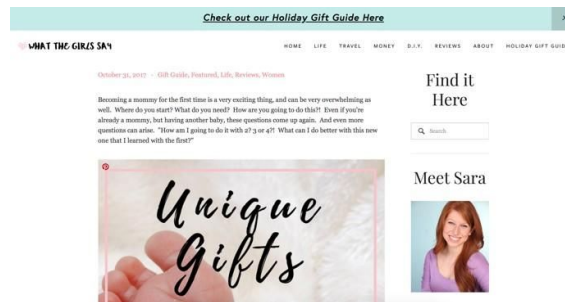 Check out our Holiday Gift Guide Here
WHAT THE GIRLS SAY
HOME LIFE TRAVEL MONEY D.I.Y. REVIEWS ABOUT HOLIDAY GIFT GUID
October 31, 2017 · Gift Guide, Featured, Life, Reviews, Women
Becoming a mommy for the first time is a very exciting thing, and can be very overwhelming as
well. Where do you start? What do you need? How are you going to do this?! Even if you're
already a mommy, but having another baby, these questions come up again. And even more
questions can arise. "How am I going to do it with 2? 3 or 4?! What can I do better with this new
one that I learned with the first?"
Unique
Gifts
Find it
Here
Search
Meet Sara